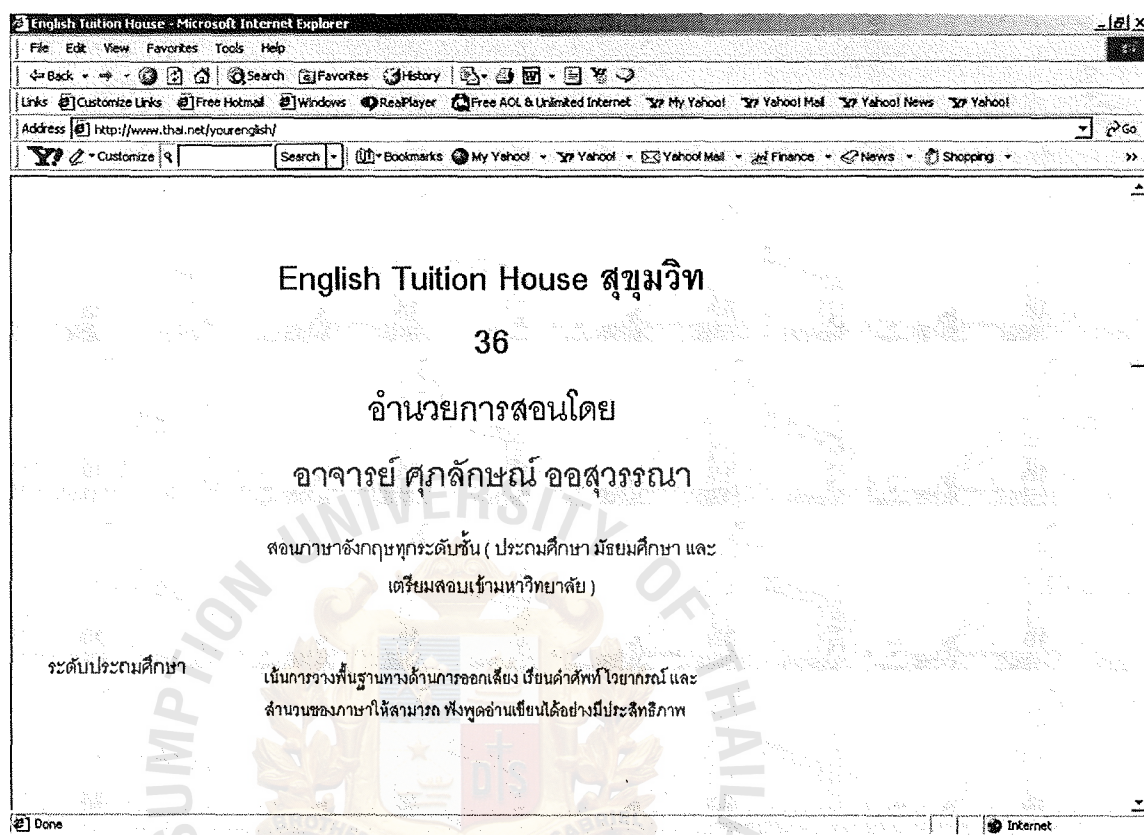 English Tuition House - Microsoft Internet Explorer
File Edit View Favorites Tools Help
Back Search Favorites History
Links Customize Links Free Hotmail Windows RealPlayer Free AOL & Unlimited Internet My Yahoo! Yahoo! Mail Yahoo! News Yahoo!
Address http://www.thai.net/yourenglish/ Go
Y? Customize Search Bookmarks My Yahoo! Yahoo! Yahoo! Mail Finance News Shopping »
English Tuition House สุขุมวิท
36
อำนวยการสอนโดย
อาจารย์ ศุภลักษณ์ ออสุวรรณา
สอนภาษาอังกฤษทุกระดับชั้น ( ประถมศึกษา มัธยมศึกษา และ
เตรียมสอบเข้ามหาวิทยาลัย )
ระดับประถมศึกษา
เน้นการวางพื้นฐานทางด้านการออกเสียง เรียนคำศัพท์ ไวยากรณ์ และ
สำนวนของภาษาให้สามารถ ฟังพูดอ่านเขียนได้อย่างมีประสิทธิภาพ
UMPTION UNIVERSITY OF THAIL
DS
Done Internet